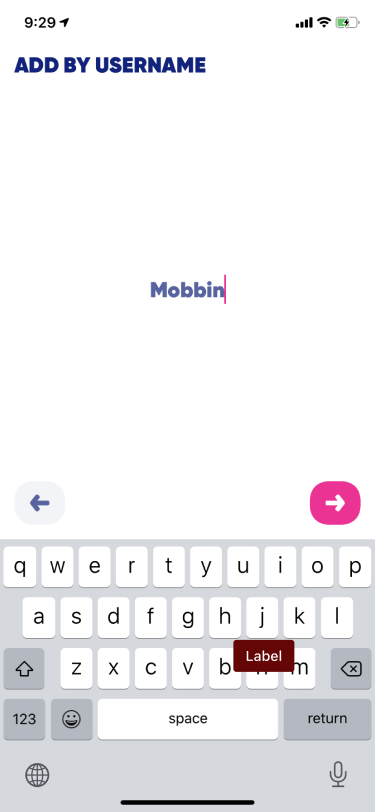 9:29
ADD BY USERNAME
Mobbin
q w e r t y u i o p
a s d f g h j k l
z x c v b n m
Label
123 space return